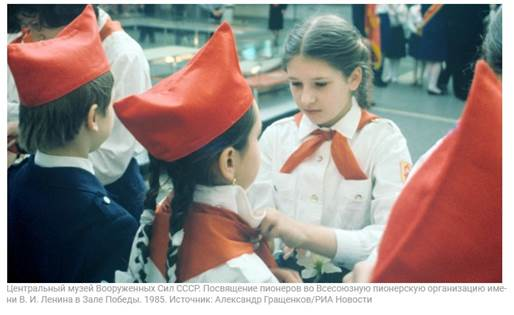 Центральный музей Вооруженных Сил СССР. Посвящение пионеров во Всесоюзную пионерскую организацию име-
ни В. И. Ленина в Зале Победы. 1985. Источник: Александр Гращенков/РИА Новости